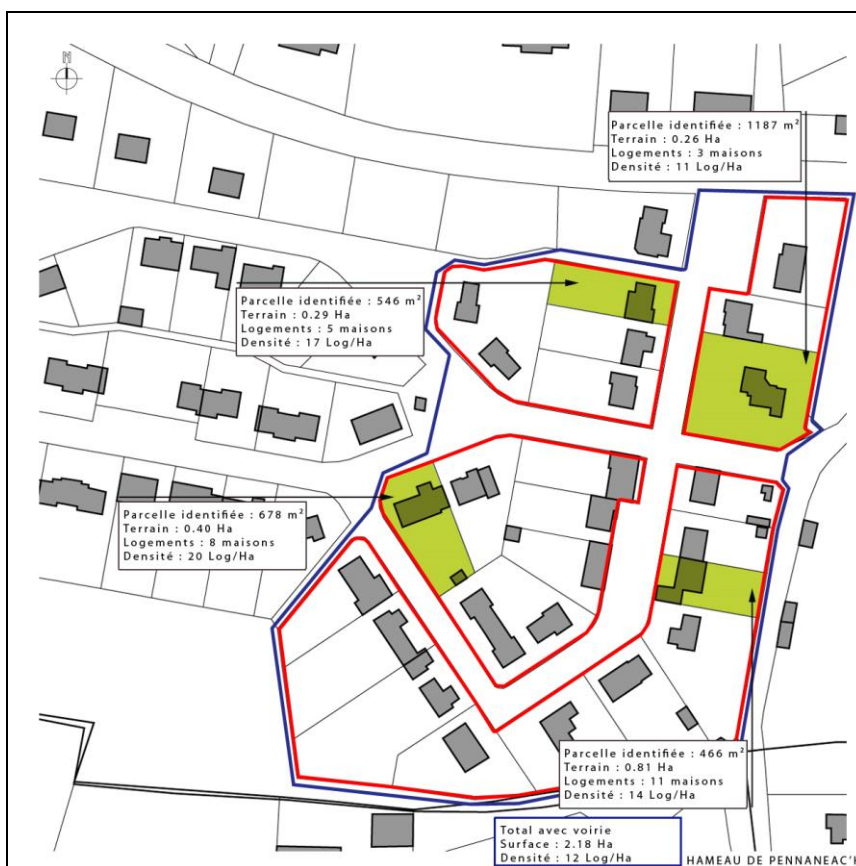 N
Parcelle identifiée : 1187 m²
Terrain : 0.26 Ha
Logements : 3 maisons
Densité : 11 Log/Ha
Parcelle identifiée : 546 m²
Terrain : 0.29 Ha
Logements : 5 maisons
Densité : 17 Log/Ha
Parcelle identifiée : 678 m²
Terrain : 0.40 Ha
Logements : 8 maisons
Densité : 20 Log/Ha
Parcelle identifiée : 466 m²
Terrain : 0.81 Ha
Logements : 11 maisons
Densité : 14 Log/Ha
Total avec voirie
Surface : 2.18 Ha
Densité : 12 Log/Ha
HAMEAU DE PENNANEAC'H